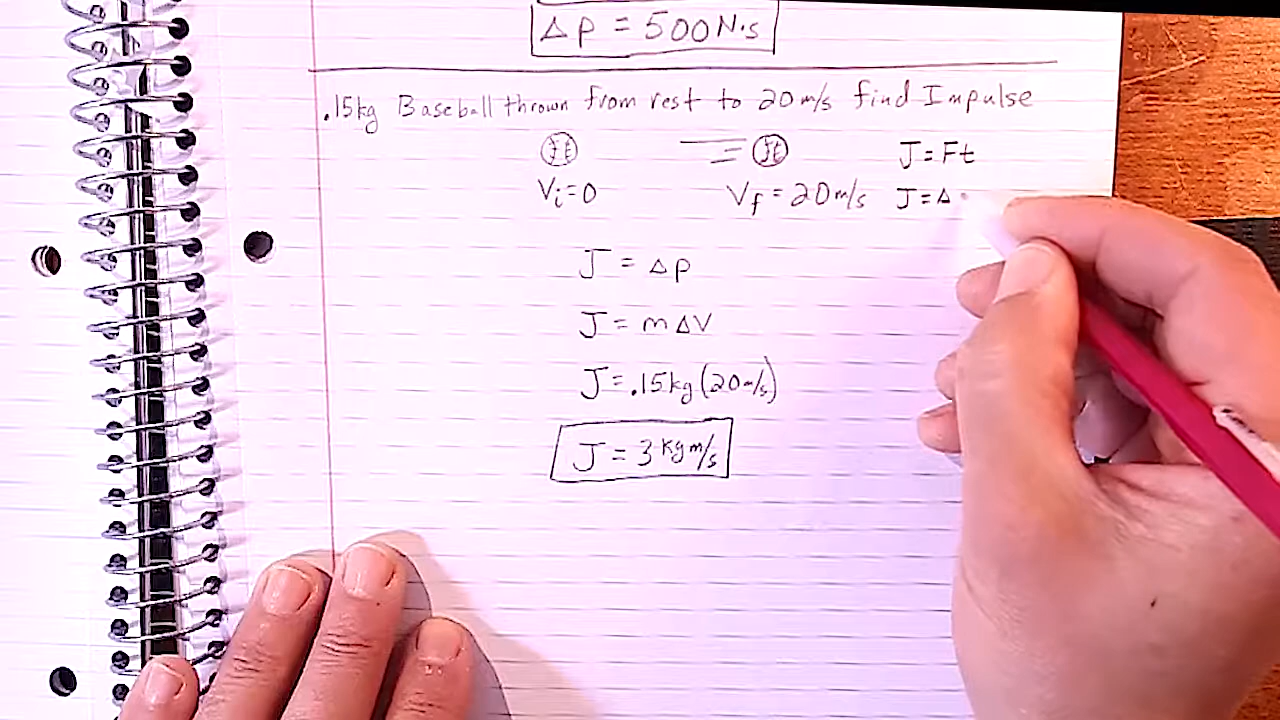 Δp = 500N·s
.15kg Baseball thrown from rest to 20m/s find Impulse
J=Ft
Vi=0
Vf=20m/s
J=Δ
J = Δp
J = mΔV
J=.15kg(20m/s)
J = 3 kgm/s